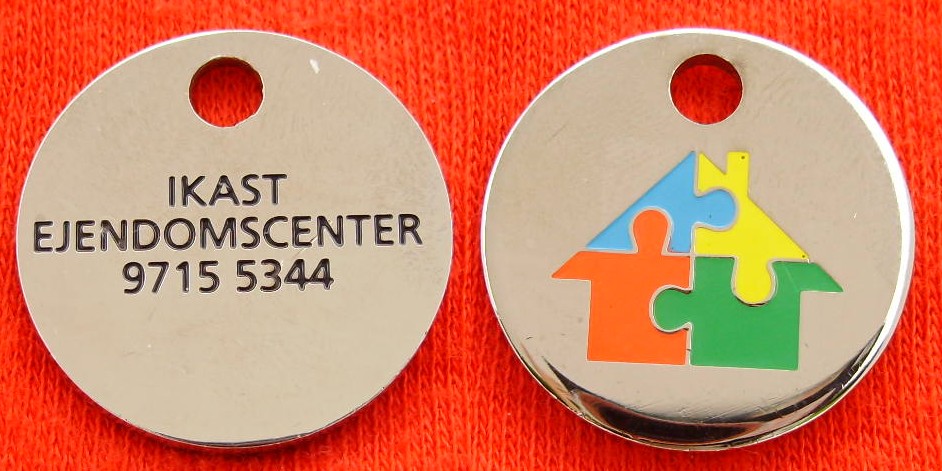 IKAST
EJENDOMSCENTER
9715 5344